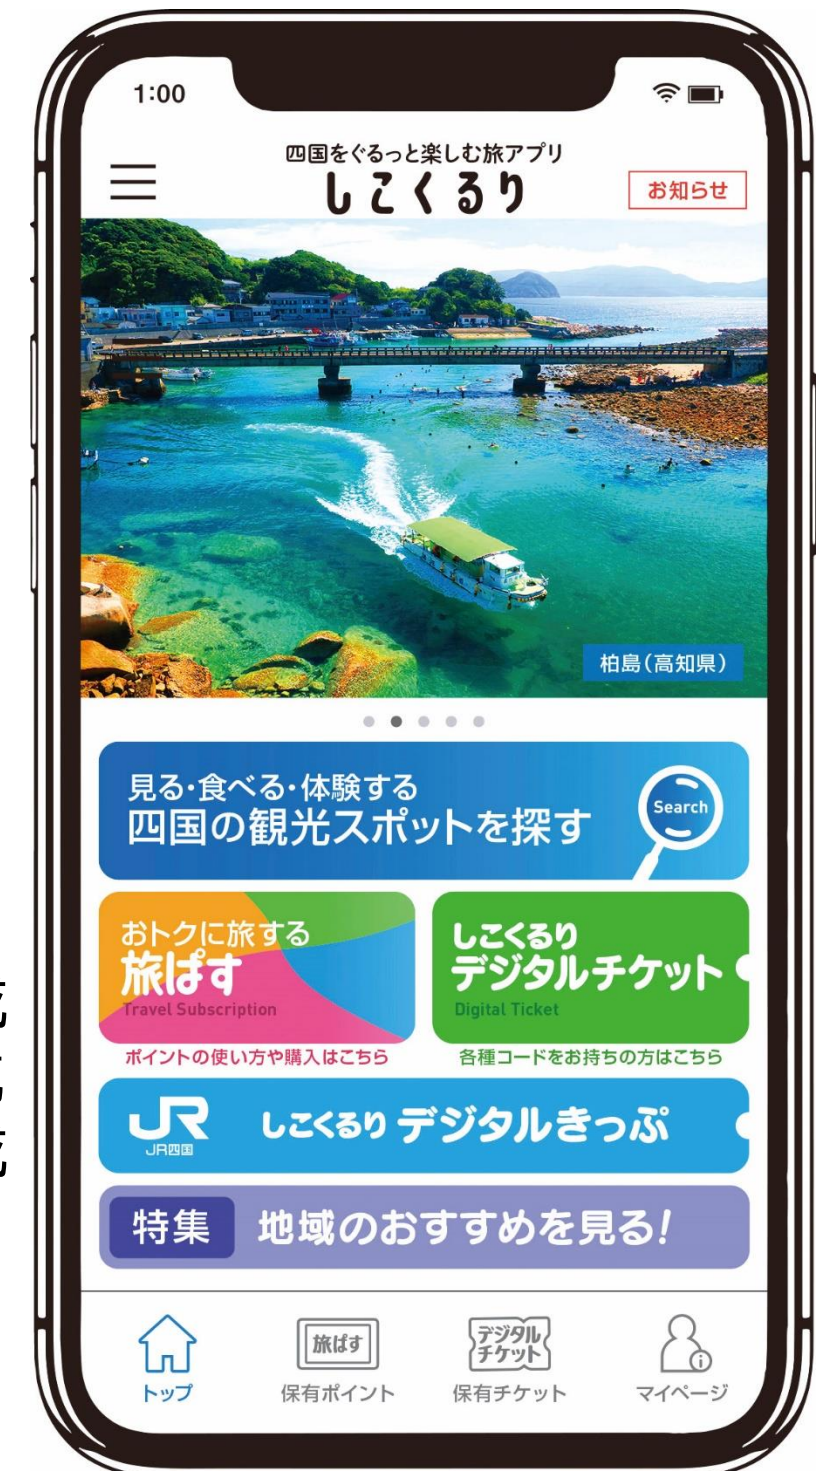 1:00
四国をぐるっと楽しむ旅アプリ
しこくるり
お知らせ
柏島(高知県)
見る・食べる・体験する
四国の観光スポットを探す
Search
おトクに旅する
旅ぱす
Travel Subscription
ポイントの使い方や購入はこちら
しこくるり
デジタルチケット
Digital Ticket
各種コードをお持ちの方はこちら
JR
JR四国
しこくるり デジタルきっぷ
特集 地域のおすすめを見る!
旅ぱす
デジタル
チケット
トップ
保有ポイント
保有チケット
マイページ